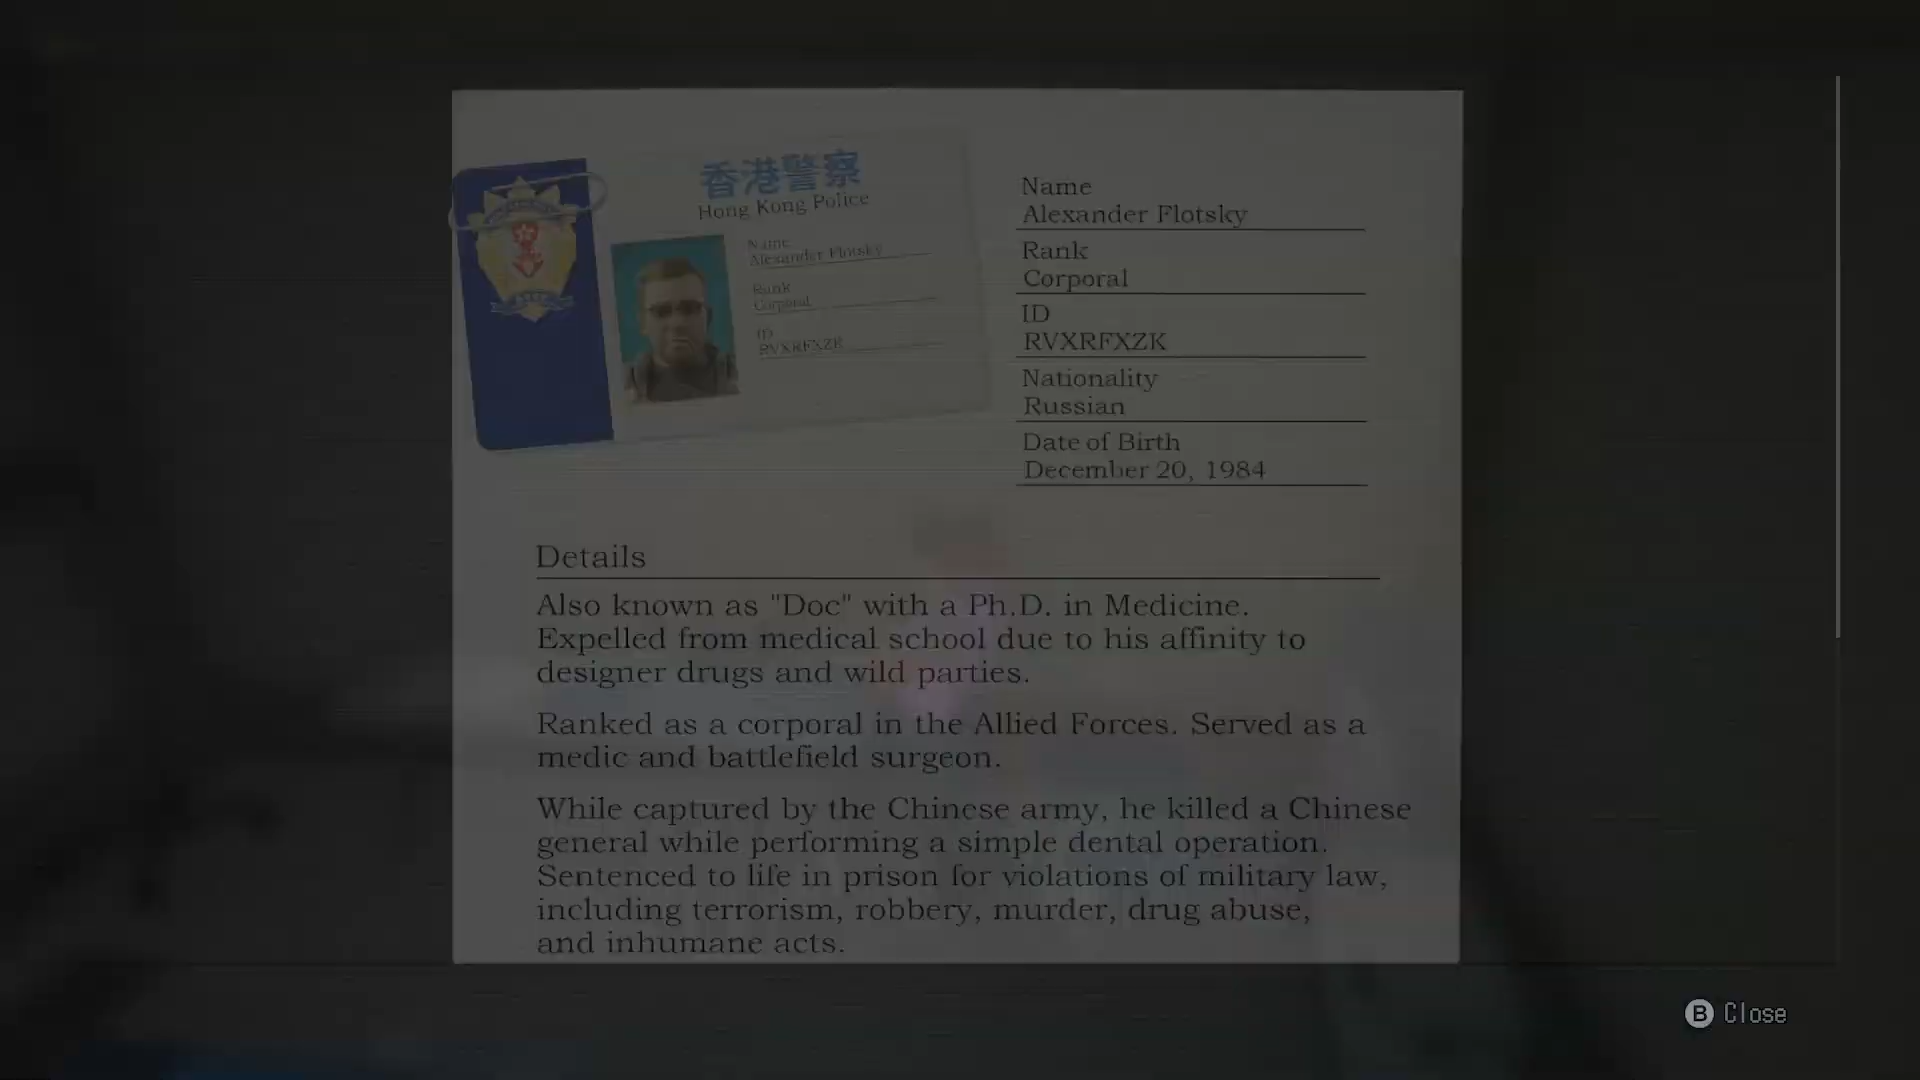 香港警察
Hong Kong Police
Name
Alexander Flotsky
Rank
Corporal
ID
RVXRFXZK
Name
Alexander Flotsky
Rank
Corporal
ID
RVXRFXZK
Nationality
Russian
Date of Birth
December 20, 1984
Details
Also known as "Doc" with a Ph.D. in Medicine.
Expelled from medical school due to his affinity to
designer drugs and wild parties.
Ranked as a corporal in the Allied Forces. Served as a
medic and battlefield surgeon.
While captured by the Chinese army, he killed a Chinese
general while performing a simple dental operation.
Sentenced to life in prison for violations of military law,
including terrorism, robbery, murder, drug abuse,
and inhumane acts.
B Close